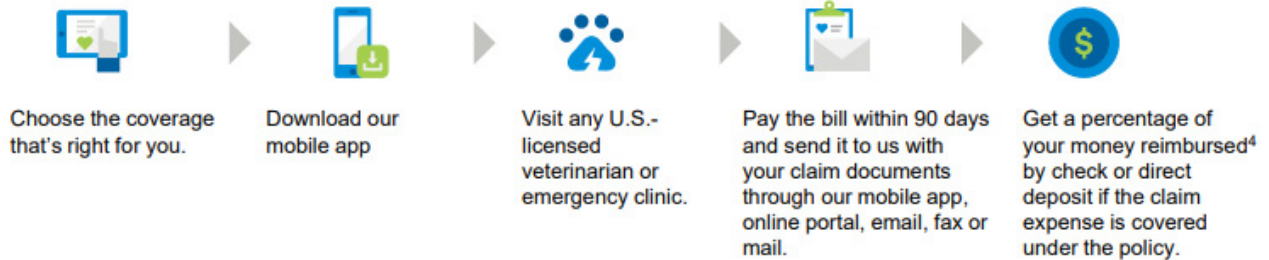 $
Choose the coverage
that's right for you.
Download our
mobile app
Visit any U.S.-
licensed
veterinarian or
emergency clinic.
Pay the bill within 90 days
and send it to us with
your claim documents
through our mobile app,
online portal, email, fax or
mail.
Get a percentage of
your money reimbursed⁴
by check or direct
deposit if the claim
expense is covered
under the policy.